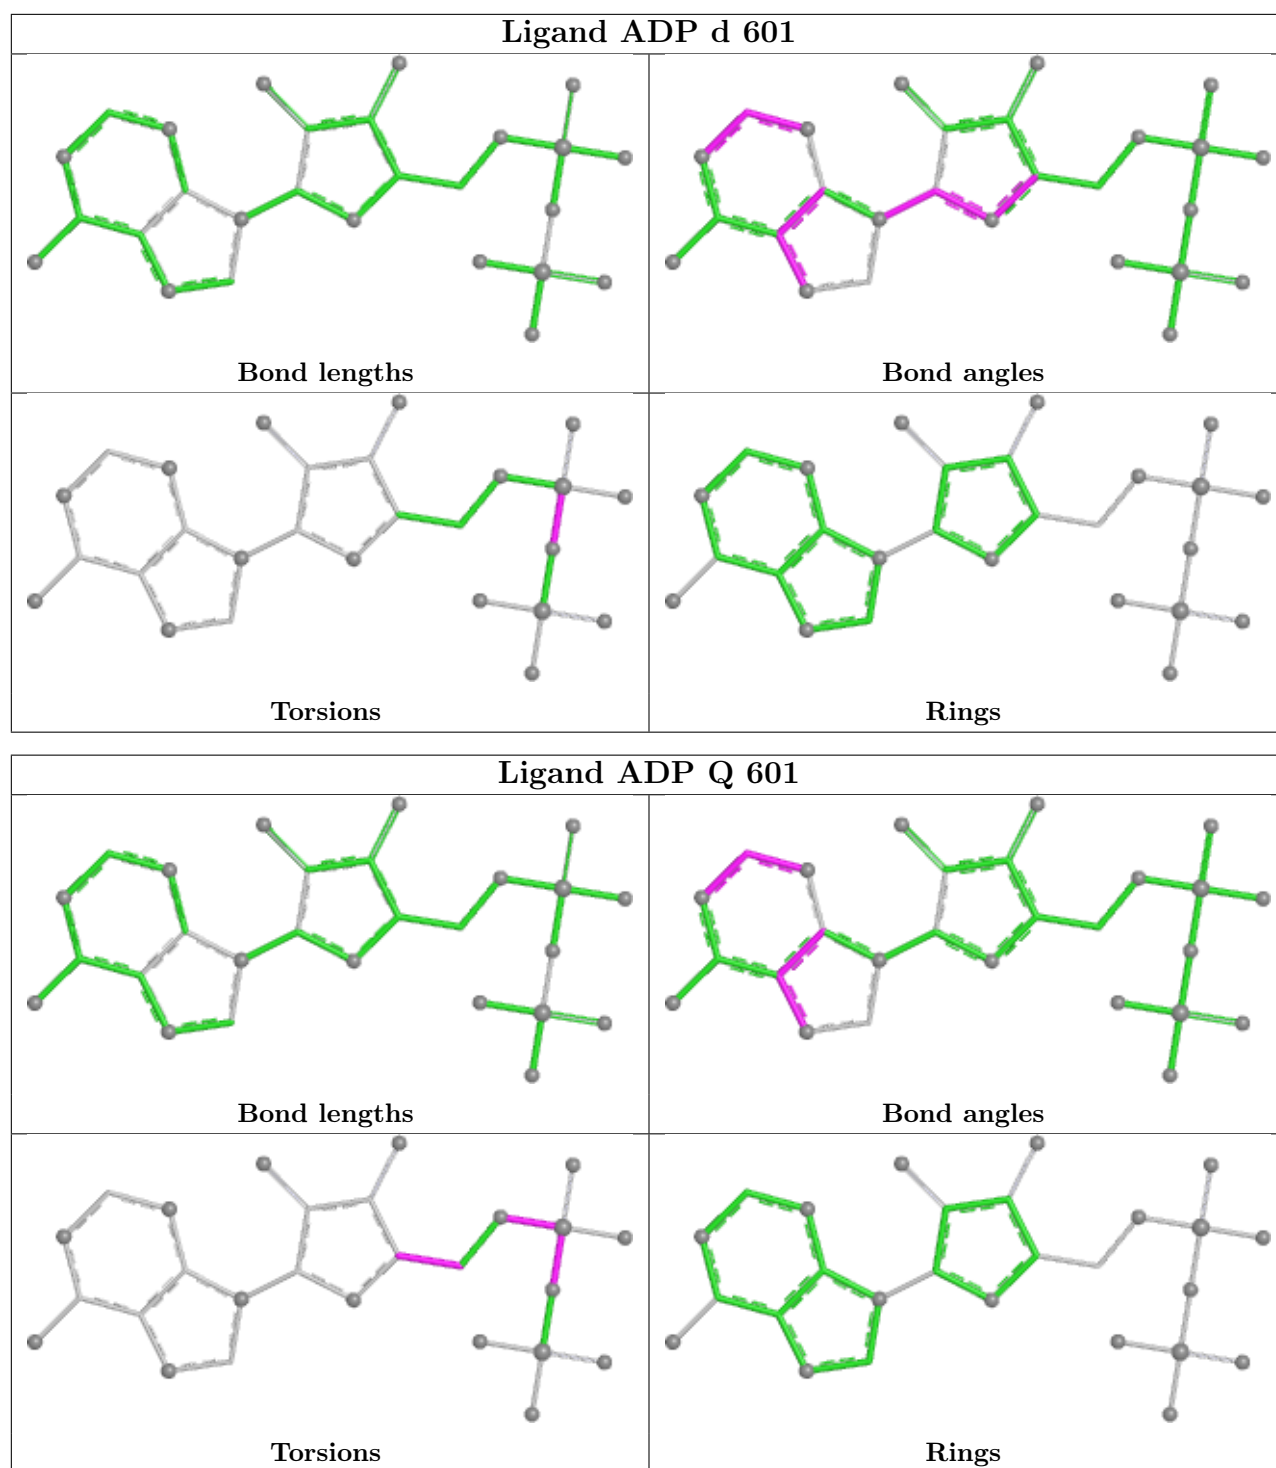 Ligand ADP d 601
Bond lengths
Bond angles
Torsions
Rings
Ligand ADP Q 601
Bond lengths
Bond angles
Torsions
Rings